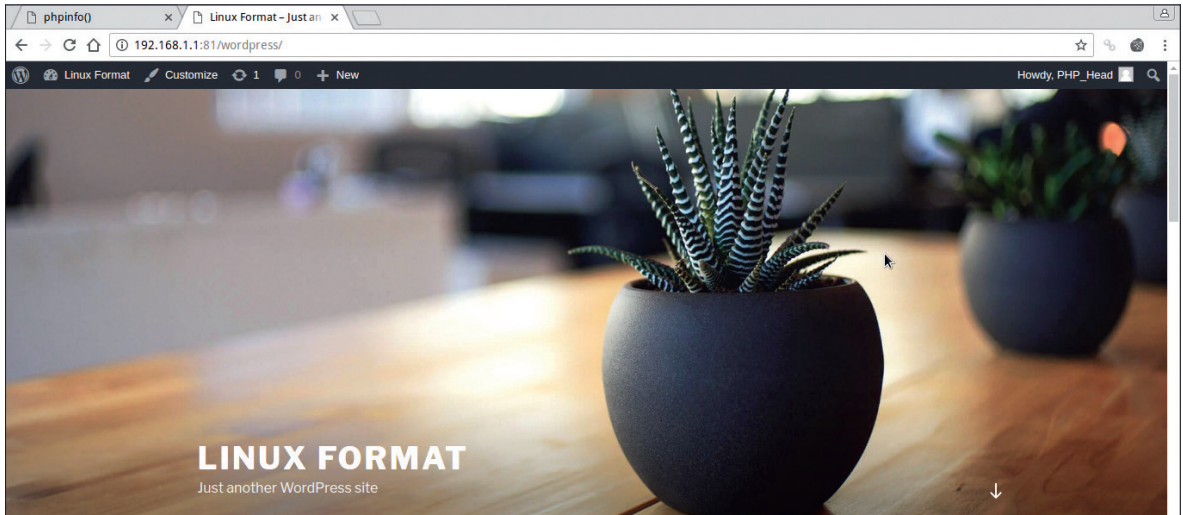 phpinfo()
Linux Format – Just an
192.168.1.1:81/wordpress/
Linux Format Customize 1 0 New Howdy, PHP_Head
LINUX FORMAT
Just another WordPress site